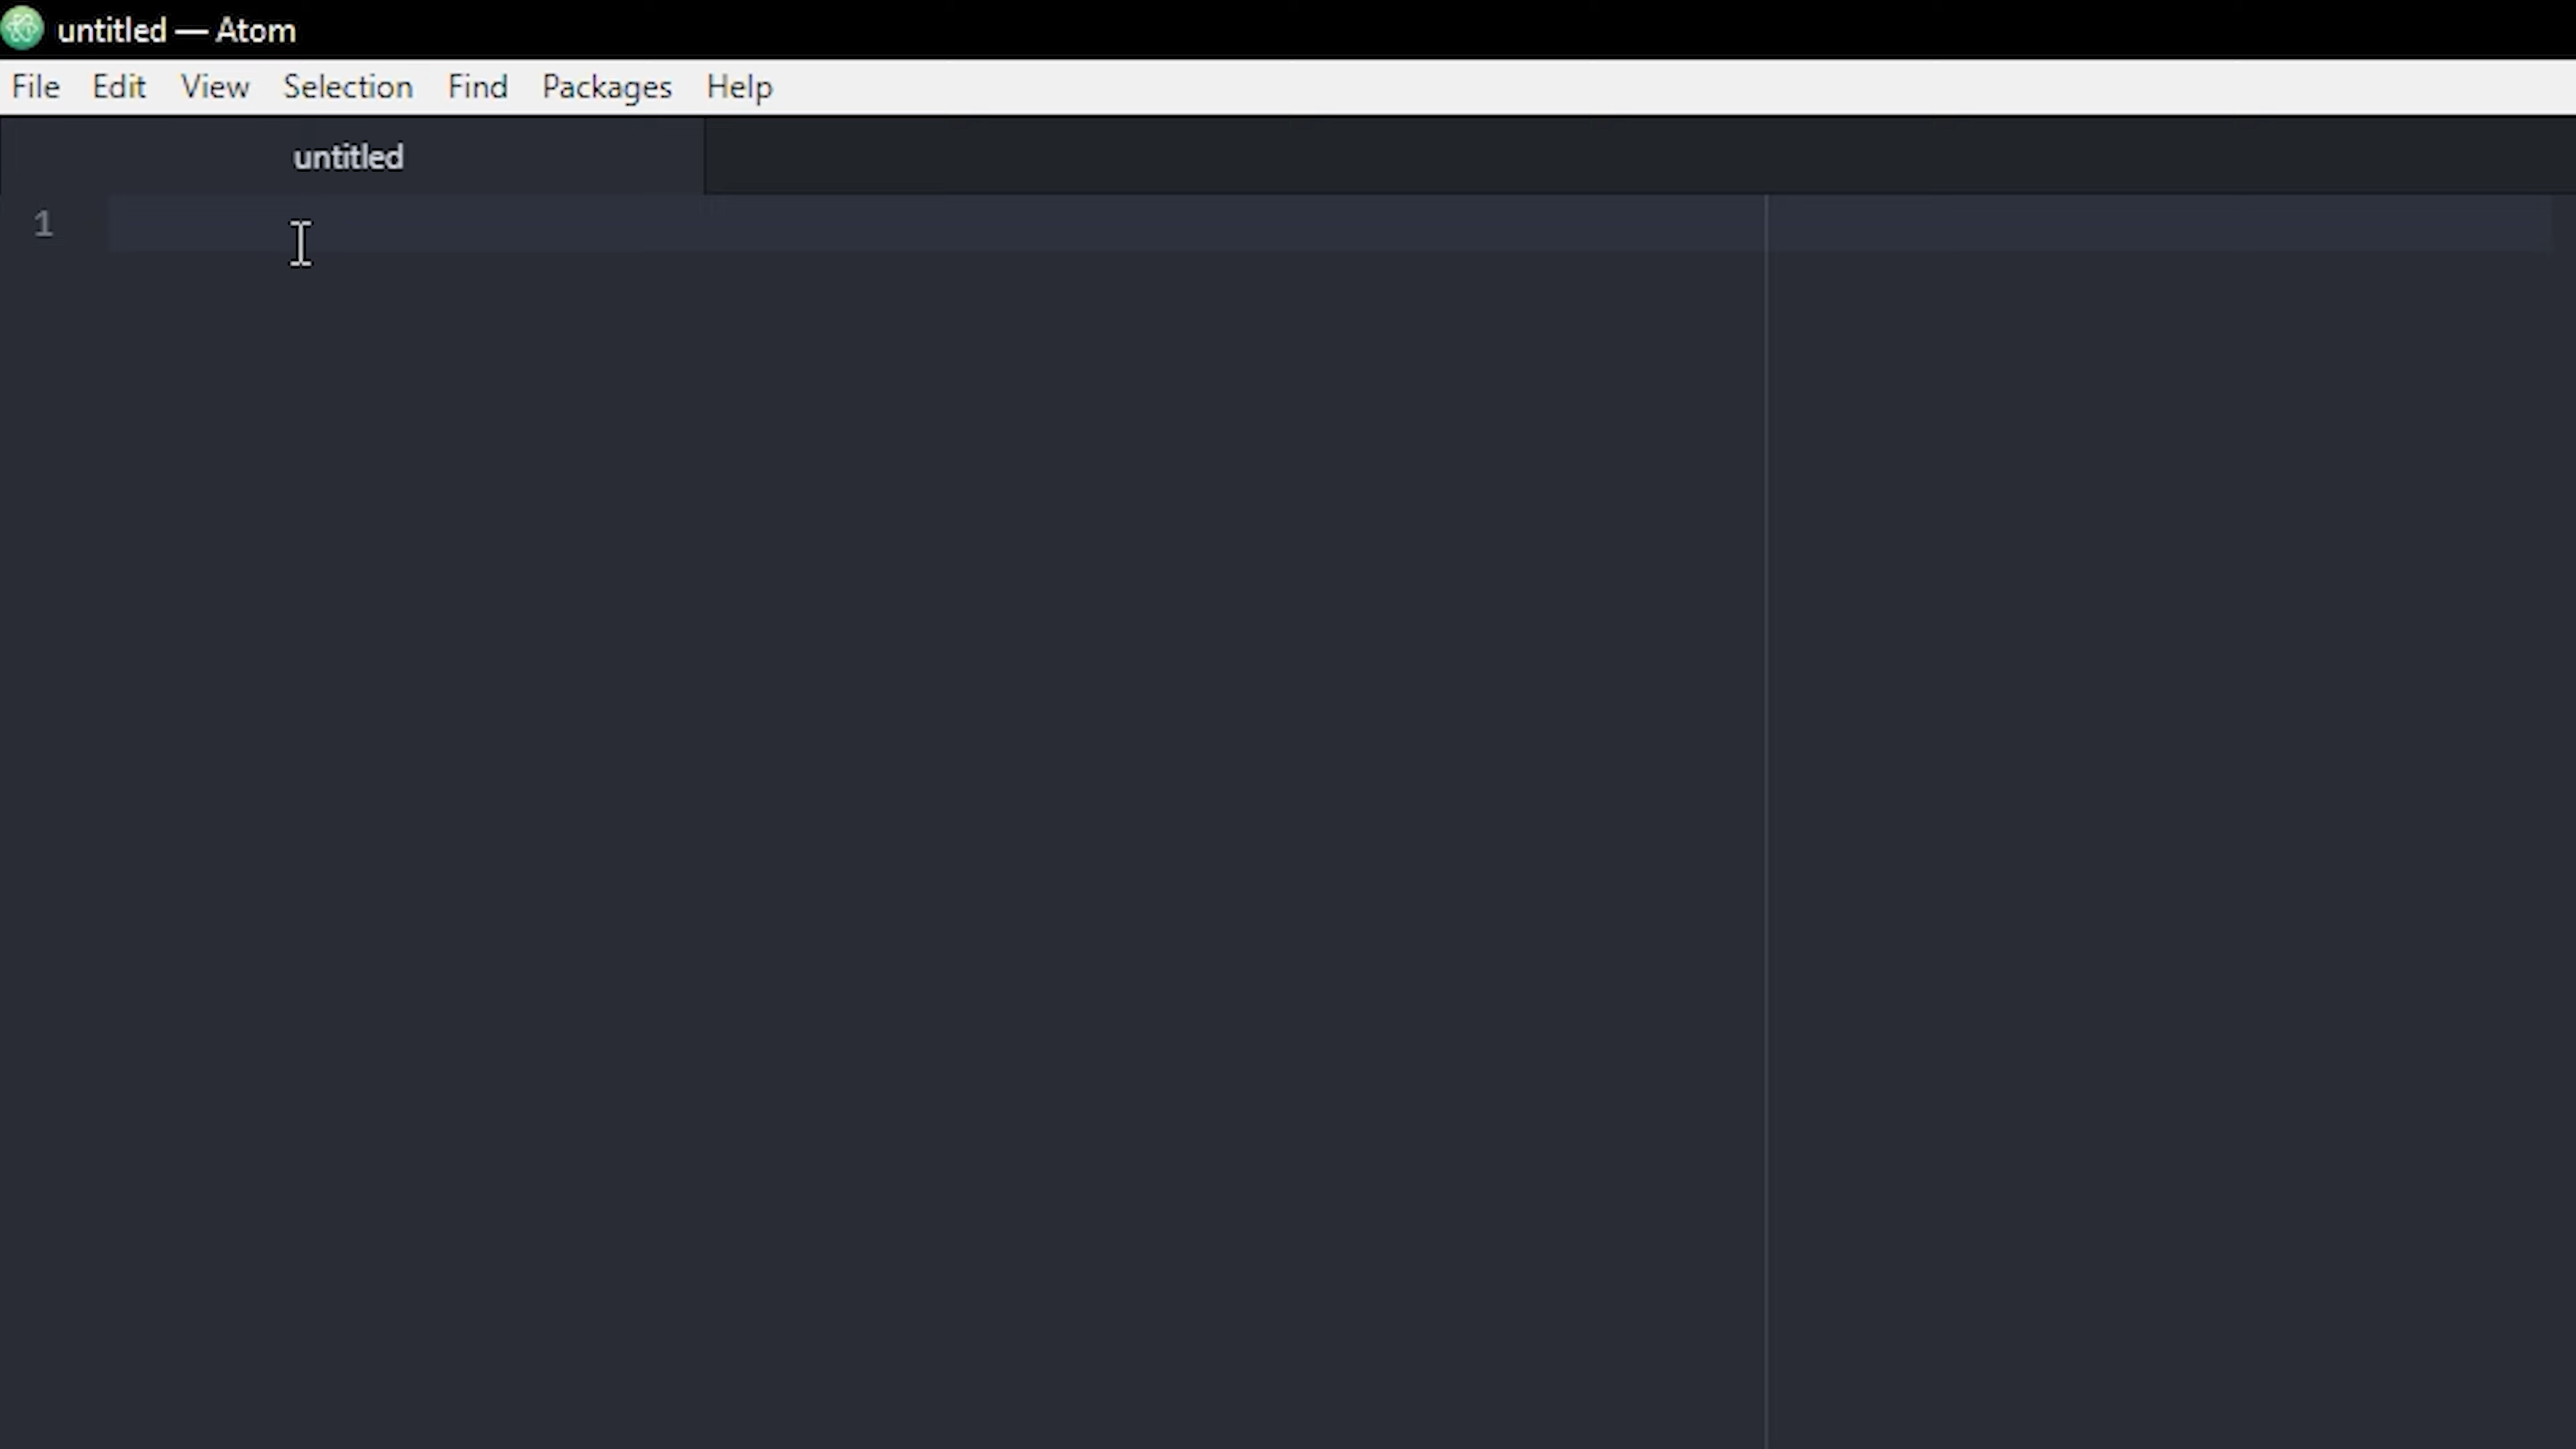 untitled — Atom
File Edit View Selection Find Packages Help
untitled
1